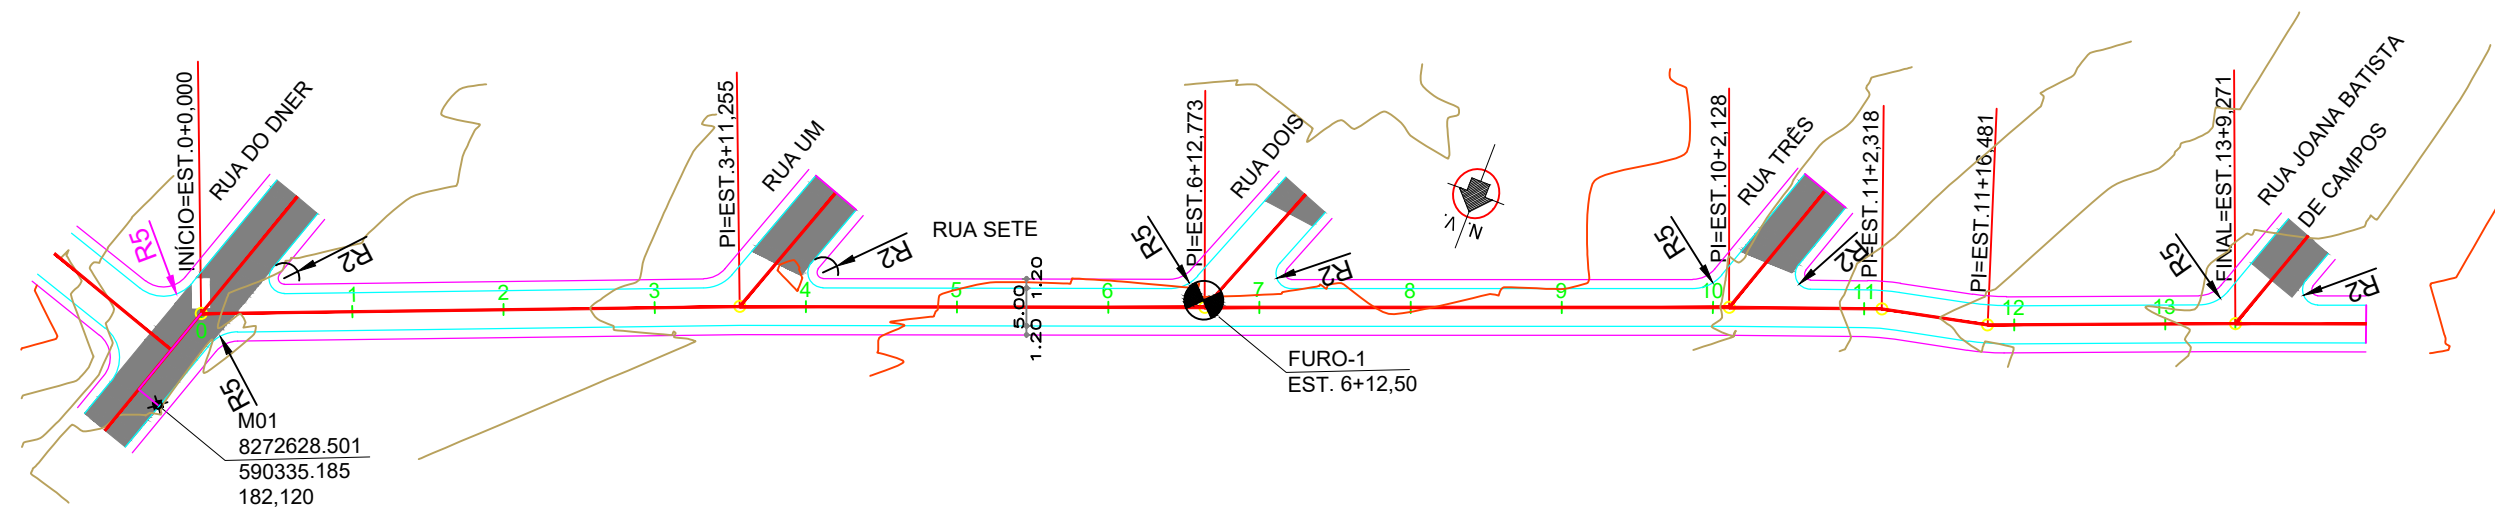 INÍCIO=EST.0+0,000
RUA DO DNER
PI=EST.3+11,255
RUA UM
PI=EST.6+12,773
RUA DOIS
PI=EST.10+2,128
RUA TRÊS
PI=EST.11+2,318
PI=EST.11+16,481
FINAL=EST.13+9,271
RUA JOANA BATISTA
DE CAMPOS
R5
R2
R2
RUA SETE
R5
R2
N.V.
R5
R2
R5
R2
1.20
5.00
1.20
0
1
2
3
4
5
6
7
8
9
10
11
12
13
R5
M01
8272628.501
590335.185
182,120
FURO-1
EST. 6+12,50